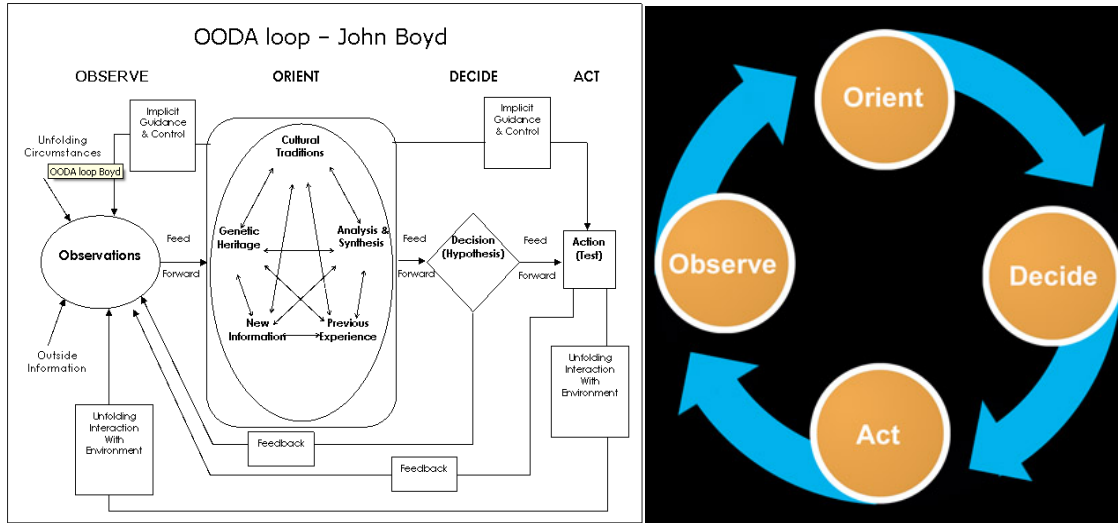 OODA loop – John Boyd
OBSERVE
ORIENT
DECIDE
ACT
Implicit
Guidance
& Control
Implicit
Guidance
& Control
Unfolding
Circumstances
OODA loop Boyd
Cultural
Traditions
Genetic
Heritage
Analysis &
Synthesis
New
Information
Previous
Experience
Observations
Feed
Forward
Feed
Forward
Decision
(Hypothesis)
Feed
Forward
Action
(Test)
Outside
Information
Unfolding
Interaction
With
Environment
Unfolding
Interaction
With
Environment
Feedback
Feedback
Orient
Observe
Decide
Act